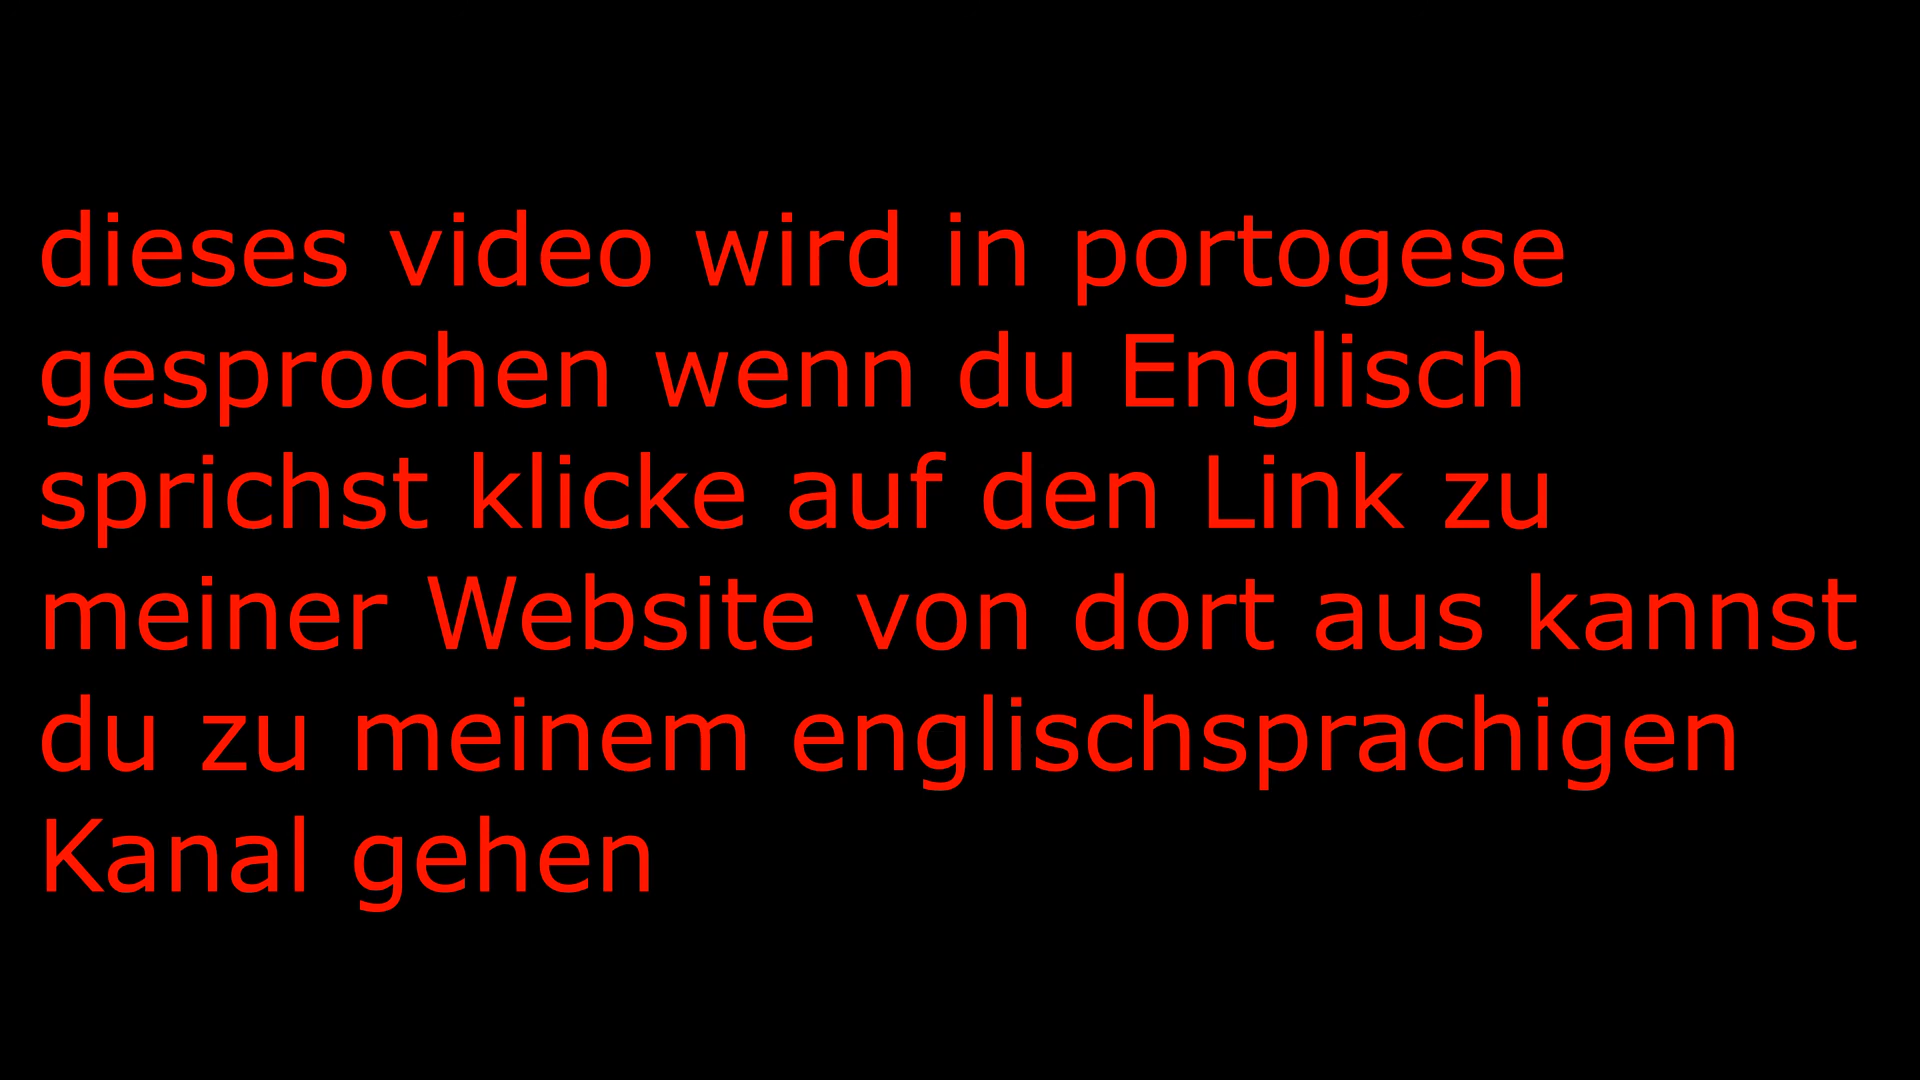 dieses video wird in portogese
gesprochen wenn du Englisch
sprichst klicke auf den Link zu
meiner Website von dort aus kannst
du zu meinem englischsprachigen
Kanal gehen